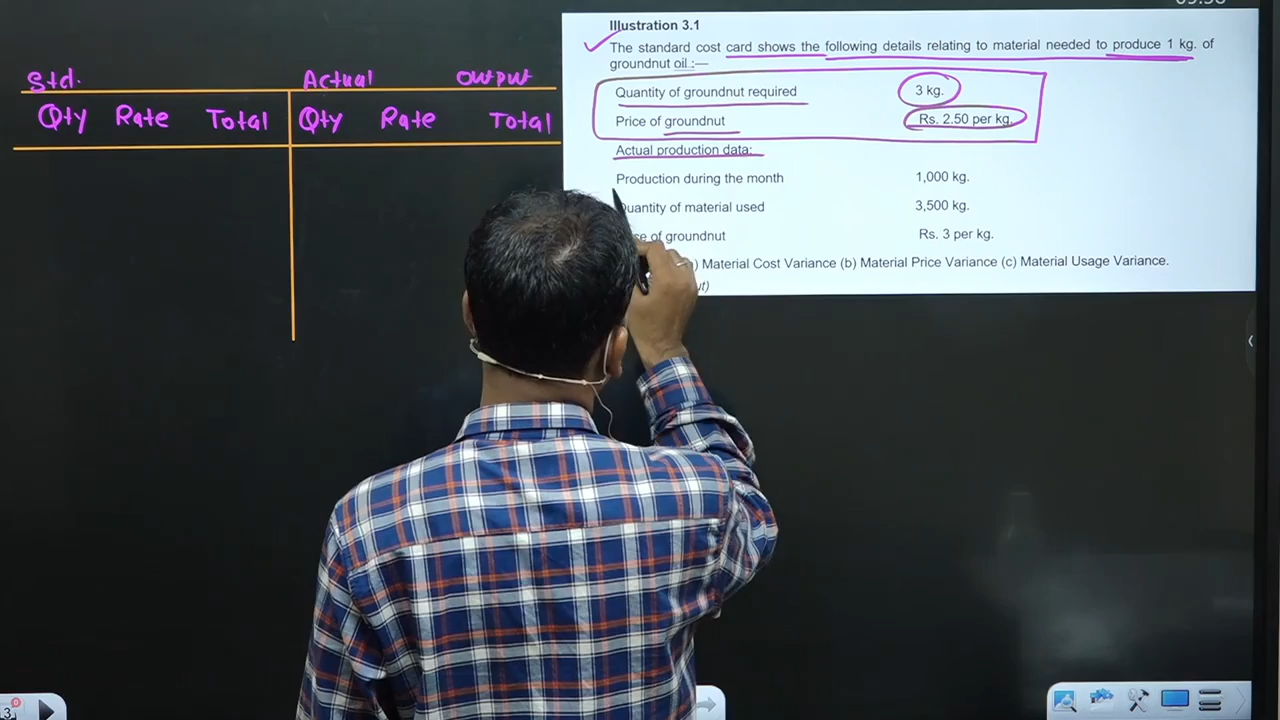 Illustration 3.1
The standard cost card shows the following details relating to material needed to produce 1 kg. of
groundnut oil :—
Quantity of groundnut required 3 kg.
Price of groundnut Rs. 2.50 per kg.
Actual production data:
Production during the month 1,000 kg.
Quantity of material used 3,500 kg.
of groundnut Rs. 3 per kg.
Material Cost Variance (b) Material Price Variance (c) Material Usage Variance.
Std. Actual output
Qty Rate Total Qty Rate Total
3